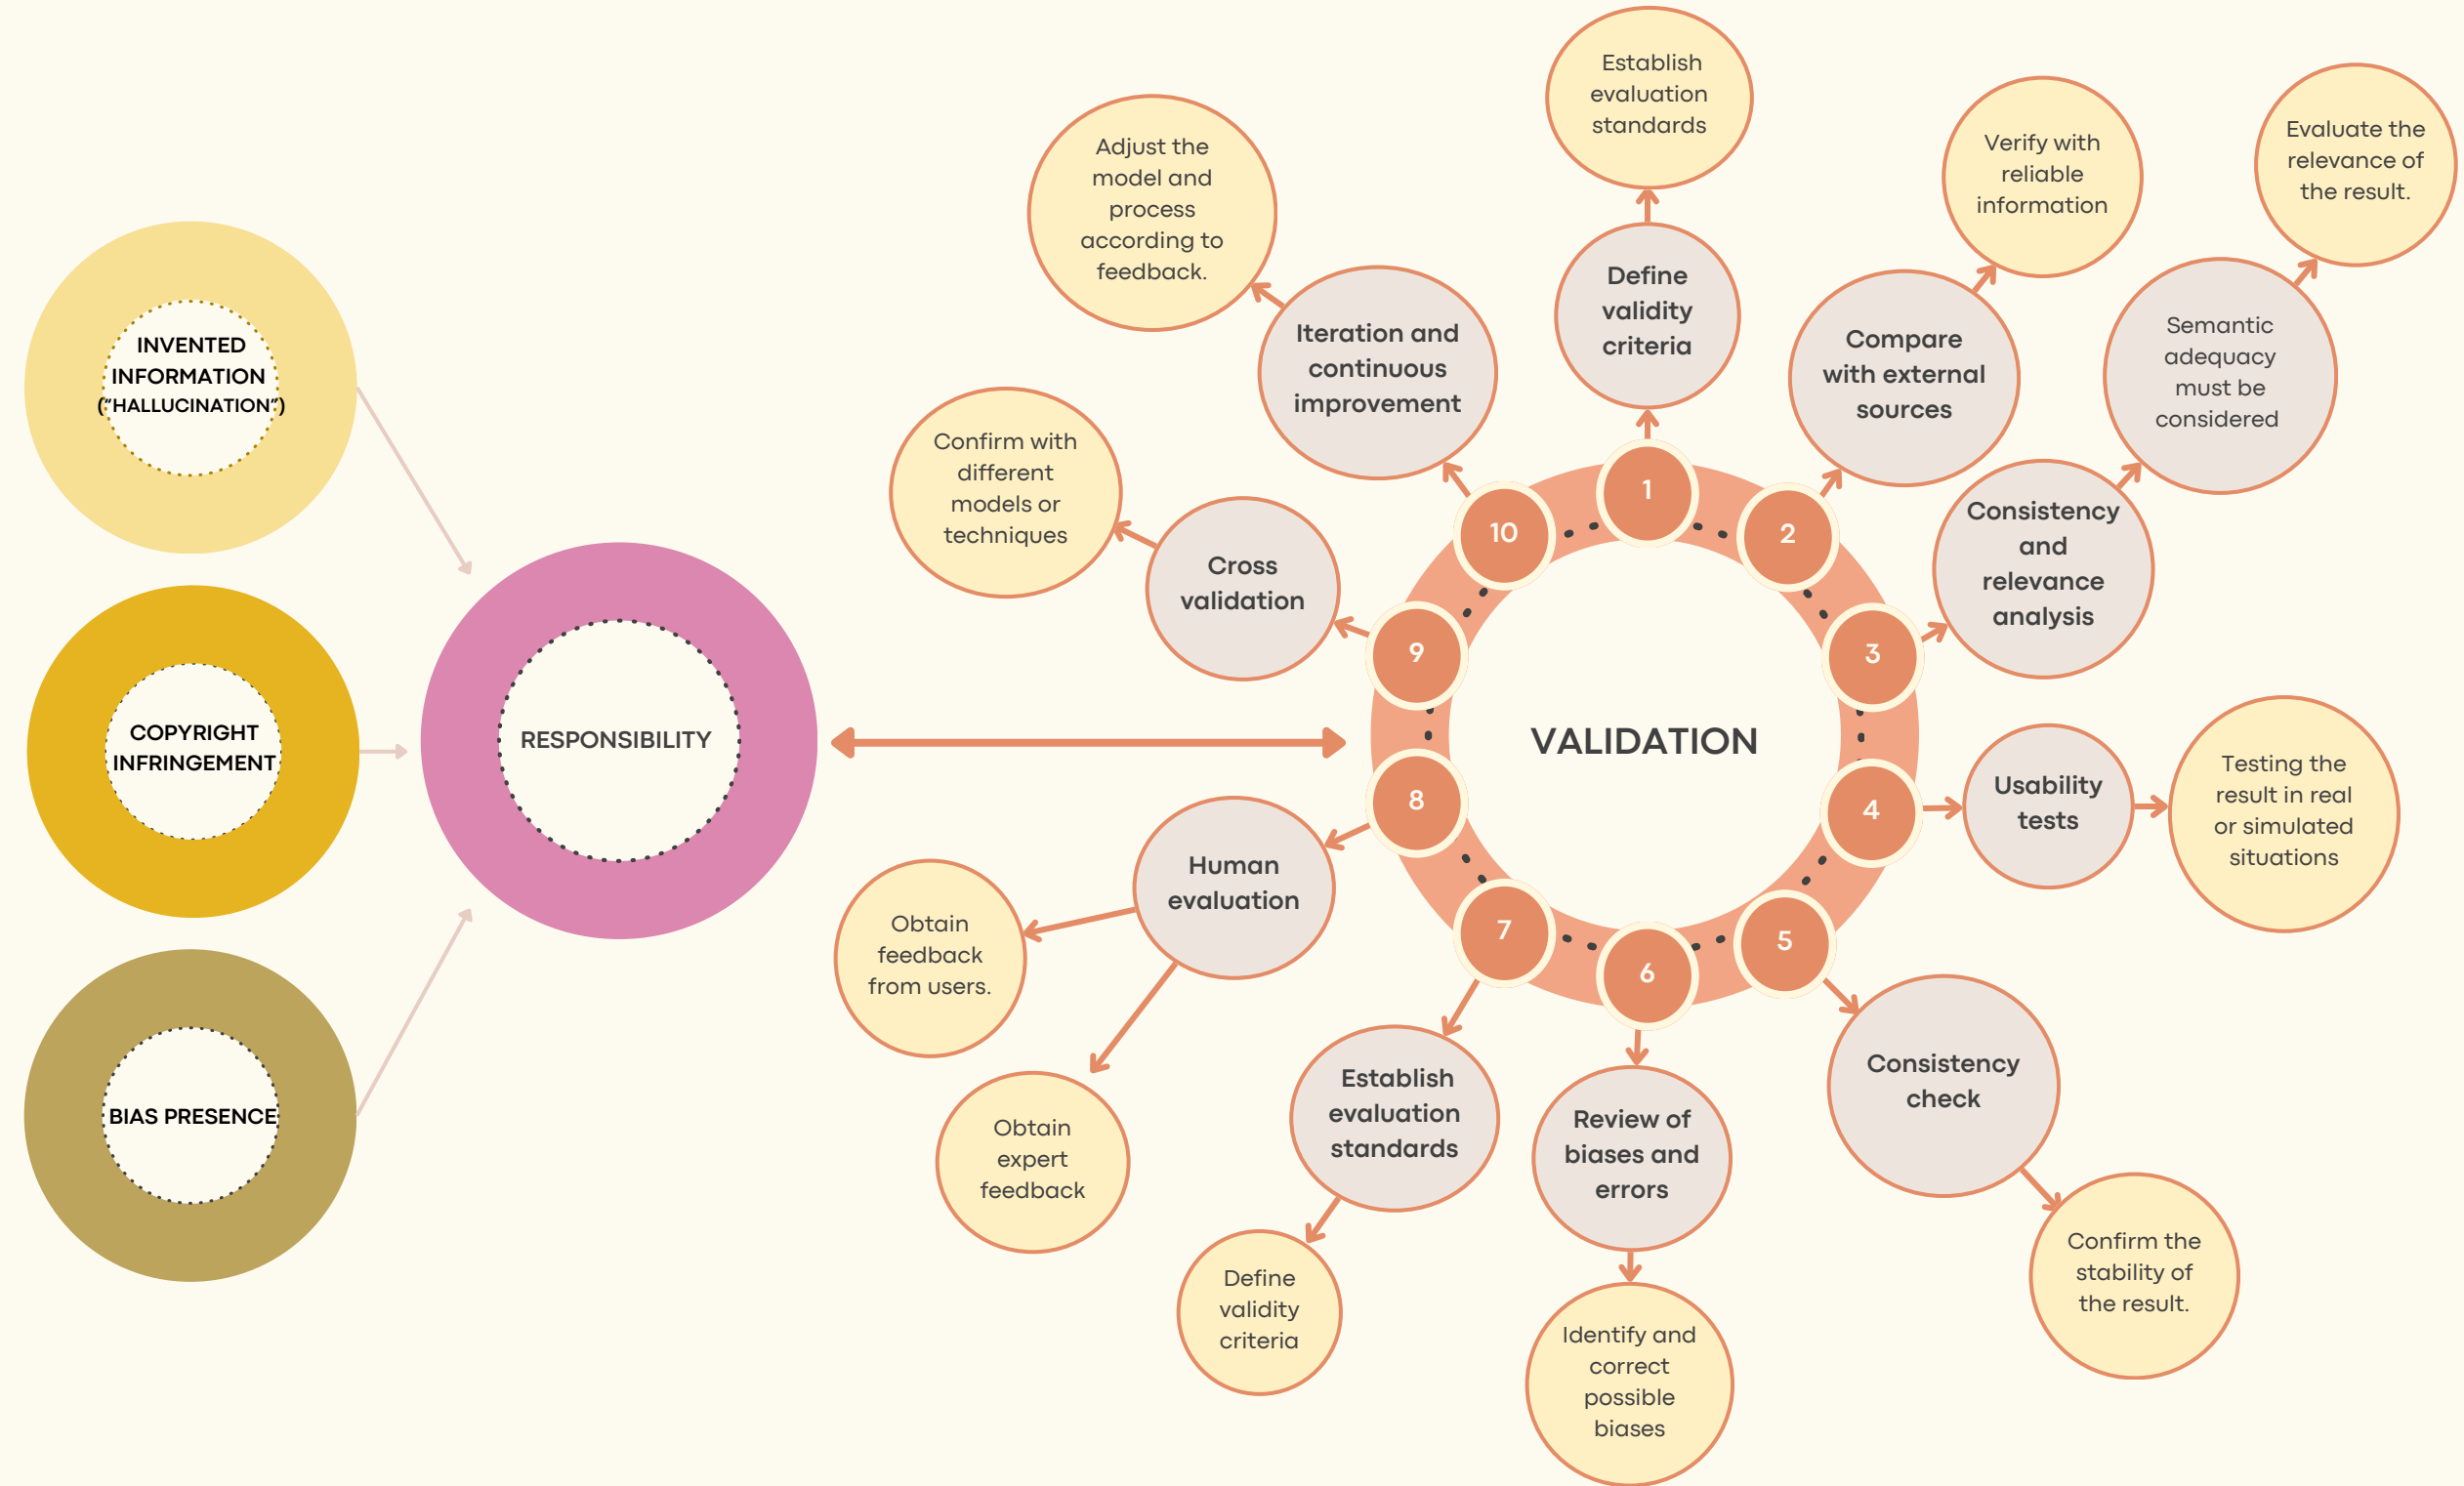 INVENTED
INFORMATION
("HALLUCINATION")
COPYRIGHT
INFRINGEMENT
BIAS PRESENCE
RESPONSIBILITY
VALIDATION
1
Define
validity
criteria
Establish
evaluation
standards
2
Compare
with external
sources
Verify with
reliable
information
3
Consistency
and
relevance
analysis
Semantic
adequacy
must be
considered
Evaluate the
relevance of
the result.
4
Usability
tests
Testing the
result in real
or simulated
situations
5
Consistency
check
Confirm the
stability of
the result.
6
Review of
biases and
errors
Identify and
correct
possible
biases
7
Establish
evaluation
standards
Define
validity
criteria
8
Human
evaluation
Obtain
feedback
from users.
Obtain
expert
feedback
9
Cross
validation
Confirm with
different
models or
techniques
10
Iteration and
continuous
improvement
Adjust the
model and
process
according to
feedback.